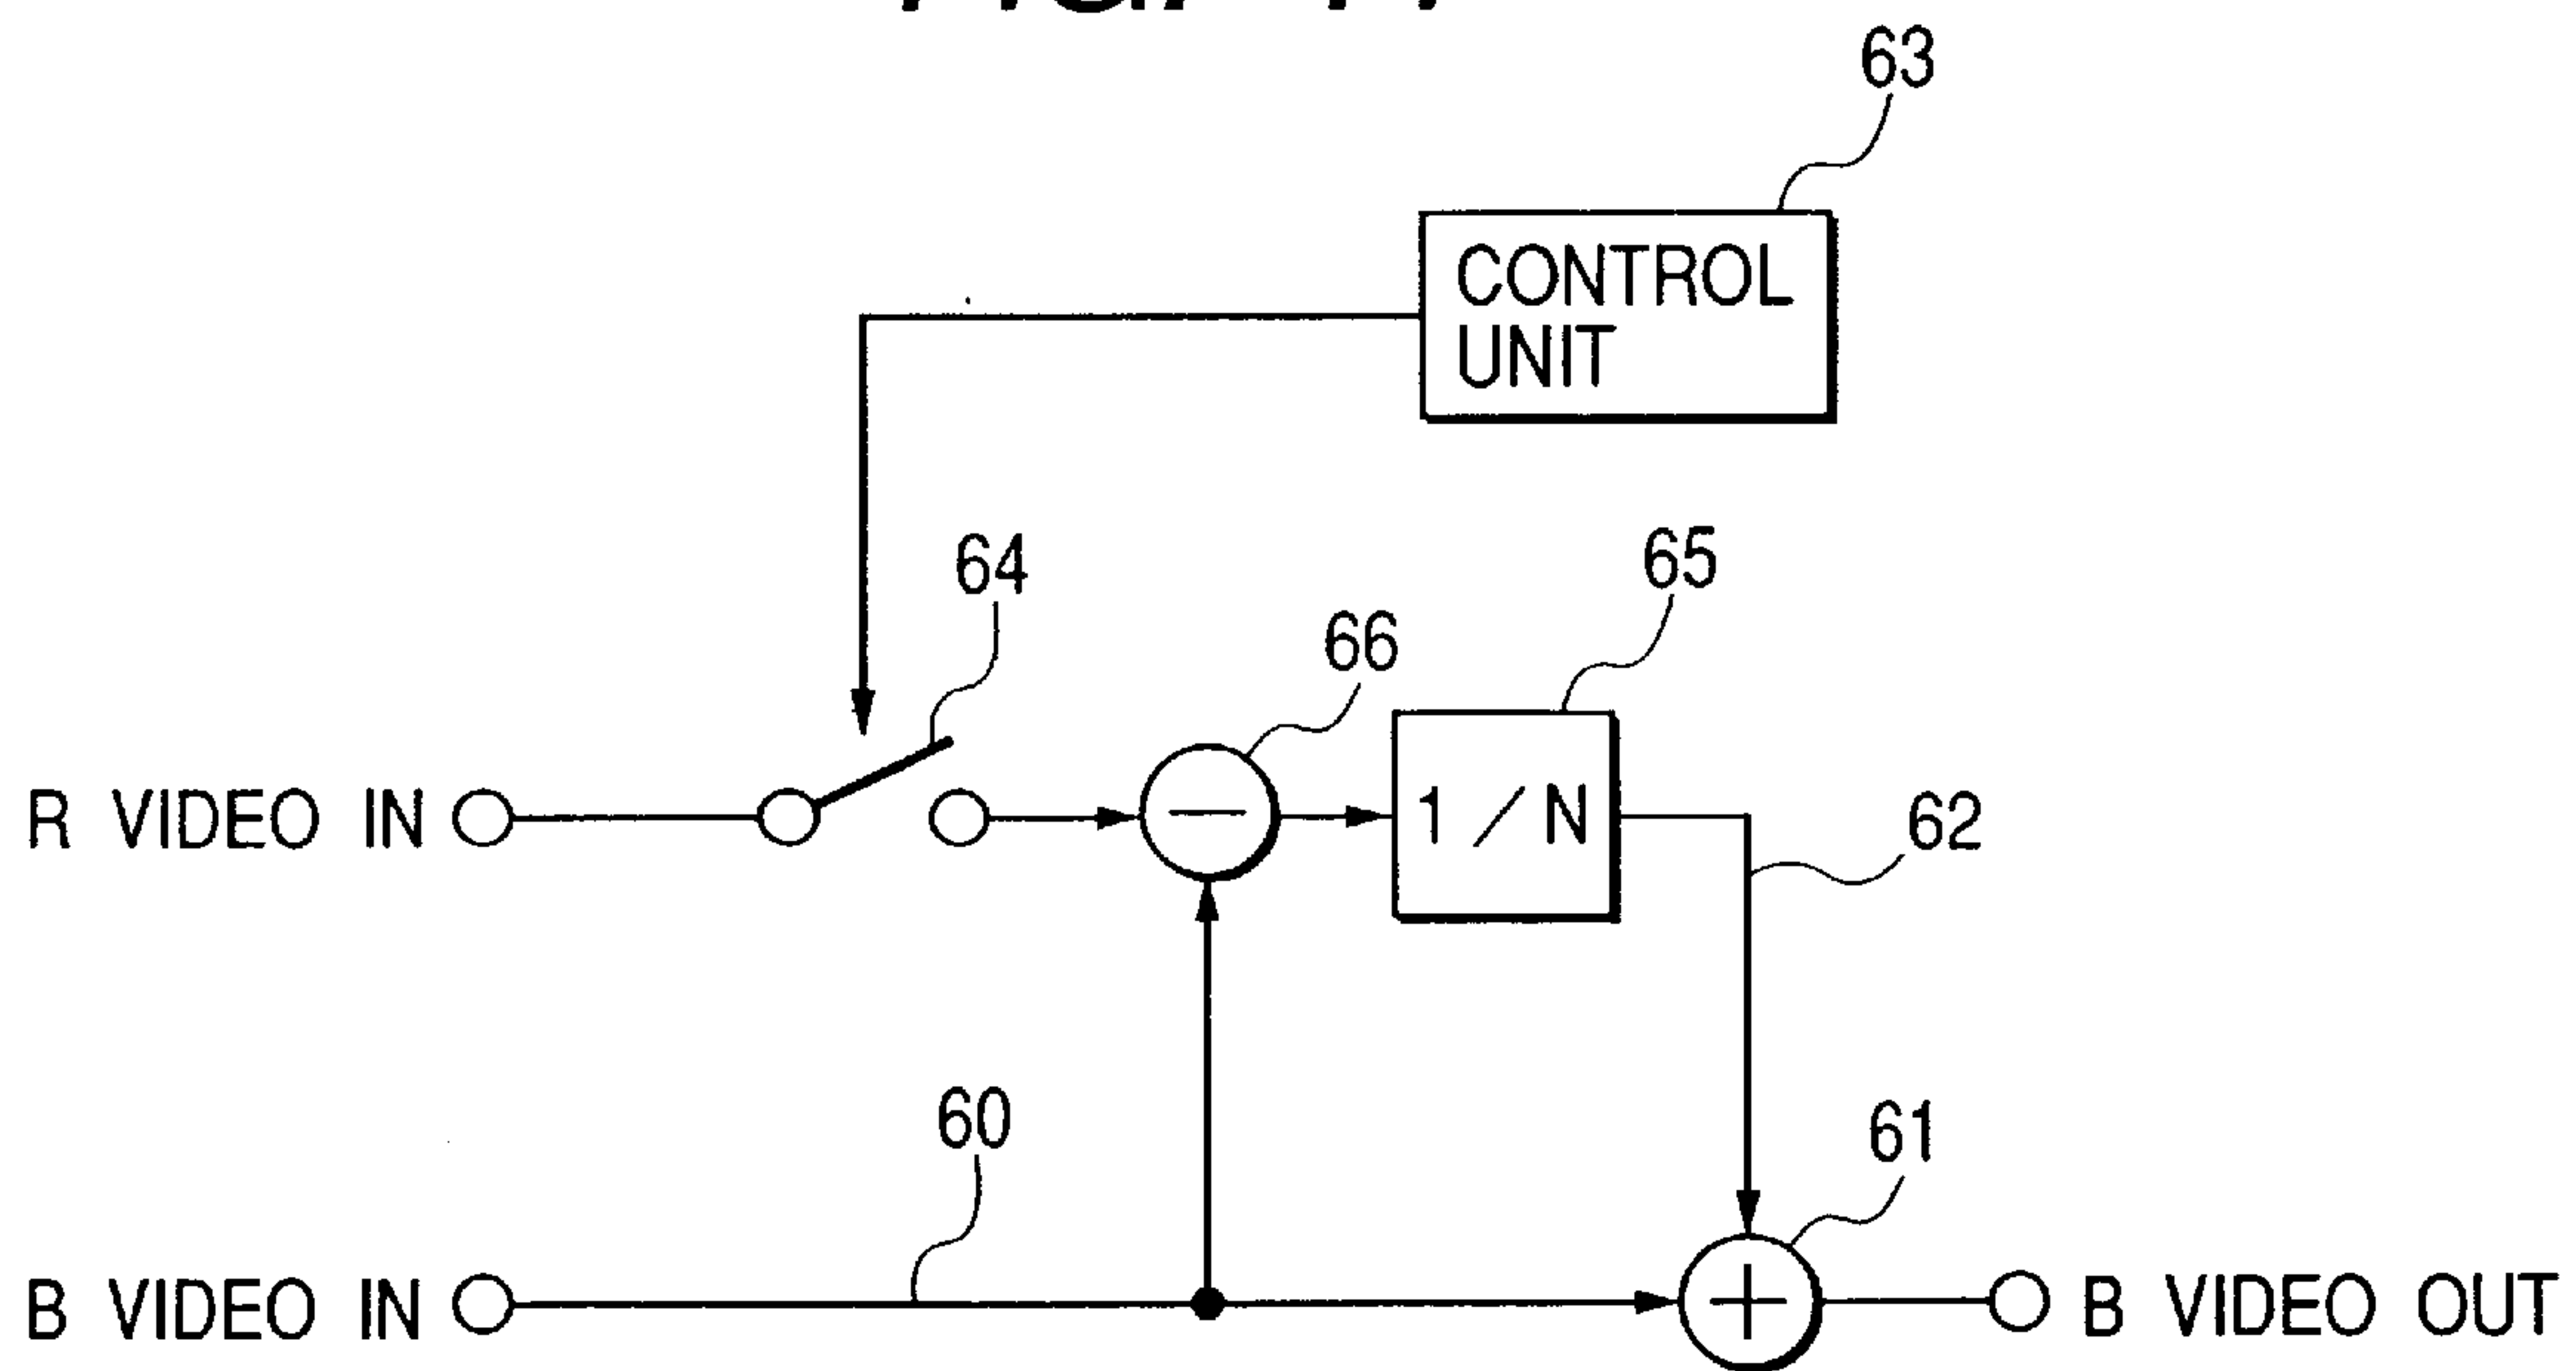 63
CONTROL
UNIT
64
65
66
R VIDEO IN
−
1 / N
62
60
61
B VIDEO IN
+
B VIDEO OUT